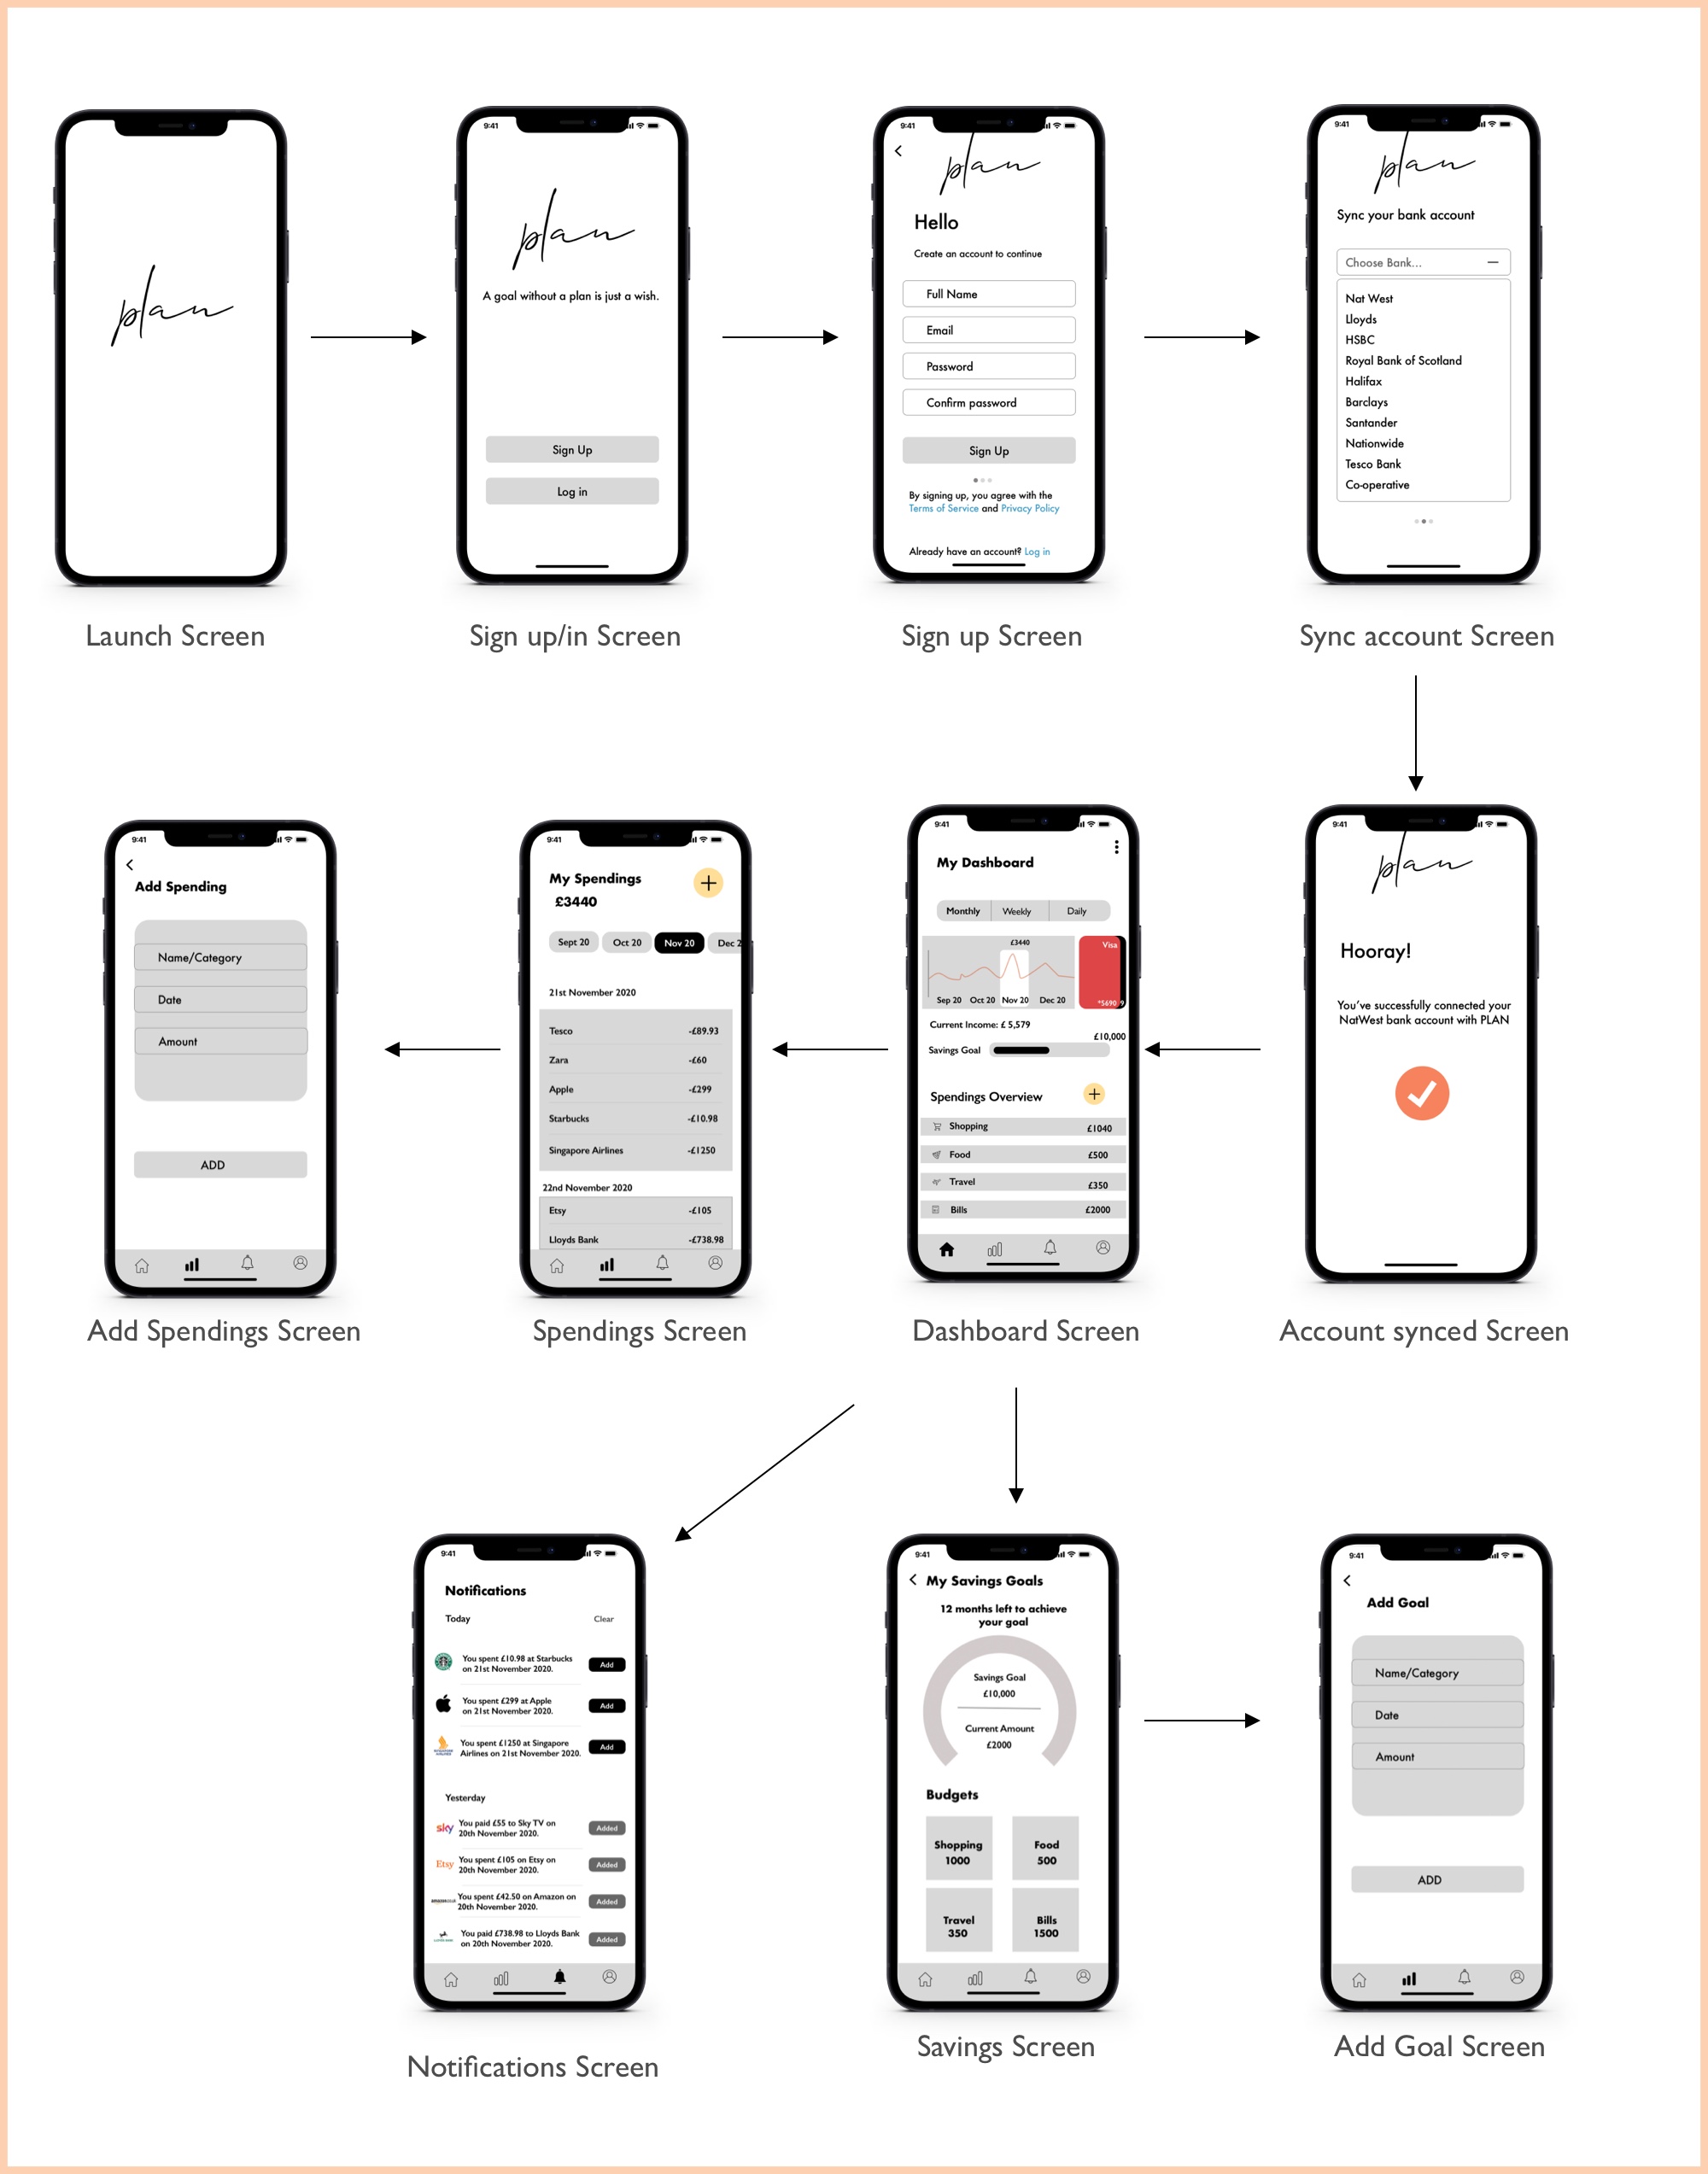 plan
Launch Screen
9:41
plan
A goal without a plan is just a wish.
Sign Up
Log in
Sign up/in Screen
9:41
plan
Hello
Create an account to continue
Full Name
Email
Password
Confirm password
Sign Up
By signing up, you agree with the
Terms of Service and Privacy Policy
Already have an account? Log in
Sign up Screen
9:41
plan
Sync your bank account
Choose Bank...
Nat West
Lloyds
HSBC
Royal Bank of Scotland
Halifax
Barclays
Santander
Nationwide
Tesco Bank
Co-operative
Sync account Screen
9:41
plan
Hooray!
You've successfully connected your
NatWest bank account with PLAN
Account synced Screen
9:41
My Dashboard
Monthly Weekly Daily
£3440
Visa
Sep 20 Oct 20 Nov 20 Dec 20
*5690 9
Current Income: £ 5,579
£10,000
Savings Goal
Spendings Overview
Shopping £1040
Food £500
Travel £350
Bills £2000
Dashboard Screen
9:41
My Spendings
£3440
Sept 20 Oct 20 Nov 20 Dec 2
21st November 2020
Tesco -£89.93
Zara -£60
Apple -£299
Starbucks -£10.98
Singapore Airlines -£1250
22nd November 2020
Etsy -£105
Lloyds Bank -£738.98
Spendings Screen
9:41
Add Spending
Name/Category
Date
Amount
ADD
Add Spendings Screen
9:41
Notifications
Today Clear
You spent £10.98 at Starbucks
on 21st November 2020.
Add
You spent £299 at Apple
on 21st November 2020.
Add
You spent £1250 at Singapore
Airlines on 21st November 2020.
Add
Yesterday
sky
You paid £55 to Sky TV on
20th November 2020.
Added
Etsy
You spent £105 on Etsy on
20th November 2020.
Added
You spent £42.50 on Amazon on
20th November 2020.
Added
You paid £738.98 to Lloyds Bank
on 20th November 2020.
Added
Notifications Screen
9:41
My Savings Goals
12 months left to achieve
your goal
Savings Goal
£10,000
Current Amount
£2000
Budgets
Shopping
1000
Food
500
Travel
350
Bills
1500
Savings Screen
9:41
Add Goal
Name/Category
Date
Amount
ADD
Add Goal Screen